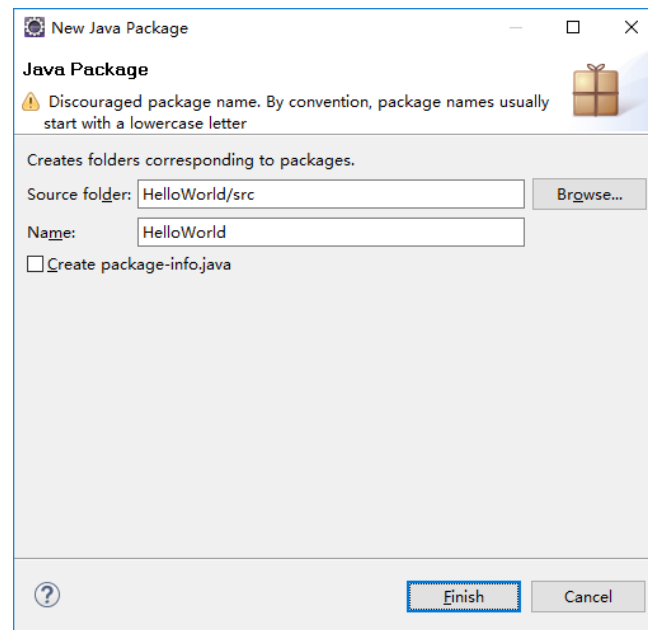 New Java Package
Java Package
Discouraged package name. By convention, package names usually
start with a lowercase letter
Creates folders corresponding to packages.
Source folder: HelloWorld/src Browse...
Name: HelloWorld
Create package-info.java
? Finish Cancel